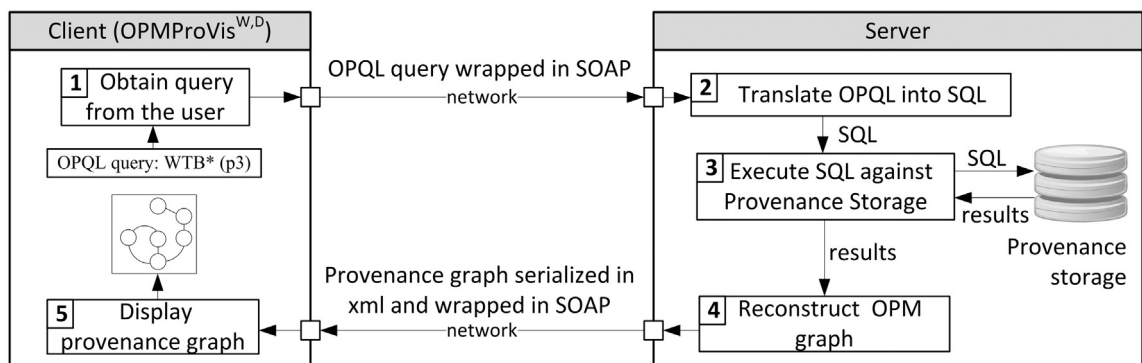 Client (OPMProVis^W,D)
1 Obtain query
from the user
OPQL query: WTB* (p3)
5 Display
provenance graph
OPQL query wrapped in SOAP
network
Provenance graph serialized in
xml and wrapped in SOAP
network
Server
2 Translate OPQL into SQL
SQL
3 Execute SQL against
Provenance Storage
SQL
results
Provenance
storage
results
4 Reconstruct OPM
graph